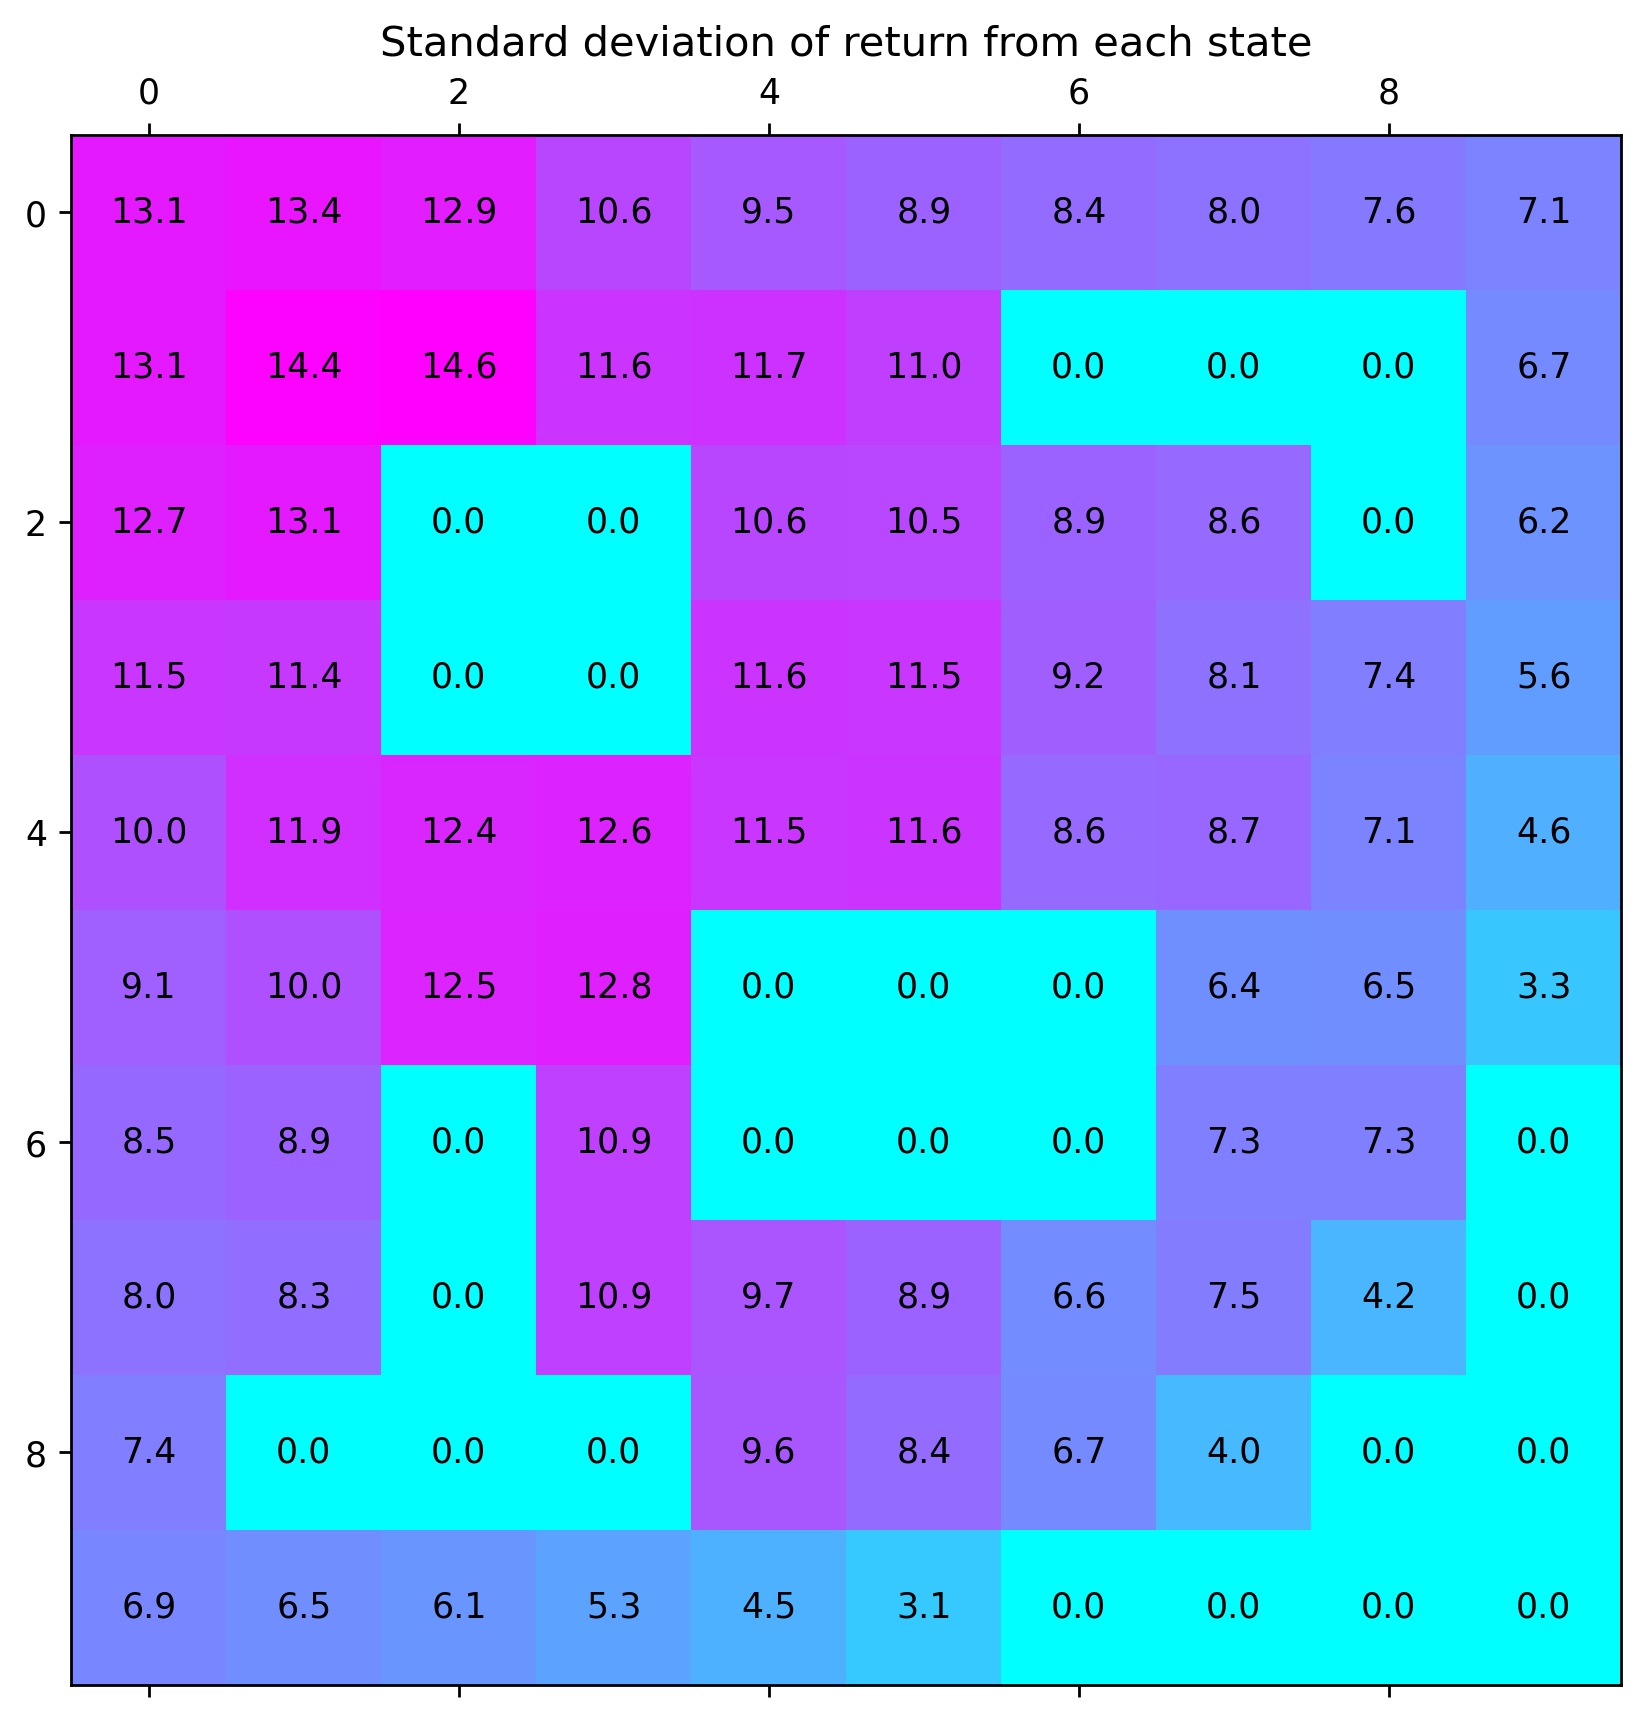 Standard deviation of return from each state
0 2 4 6 8
0 13.1 13.4 12.9 10.6 9.5 8.9 8.4 8.0 7.6 7.1
13.1 14.4 14.6 11.6 11.7 11.0 0.0 0.0 0.0 6.7
2 12.7 13.1 0.0 0.0 10.6 10.5 8.9 8.6 0.0 6.2
11.5 11.4 0.0 0.0 11.6 11.5 9.2 8.1 7.4 5.6
4 10.0 11.9 12.4 12.6 11.5 11.6 8.6 8.7 7.1 4.6
9.1 10.0 12.5 12.8 0.0 0.0 0.0 6.4 6.5 3.3
6 8.5 8.9 0.0 10.9 0.0 0.0 0.0 7.3 7.3 0.0
8.0 8.3 0.0 10.9 9.7 8.9 6.6 7.5 4.2 0.0
8 7.4 0.0 0.0 0.0 9.6 8.4 6.7 4.0 0.0 0.0
6.9 6.5 6.1 5.3 4.5 3.1 0.0 0.0 0.0 0.0